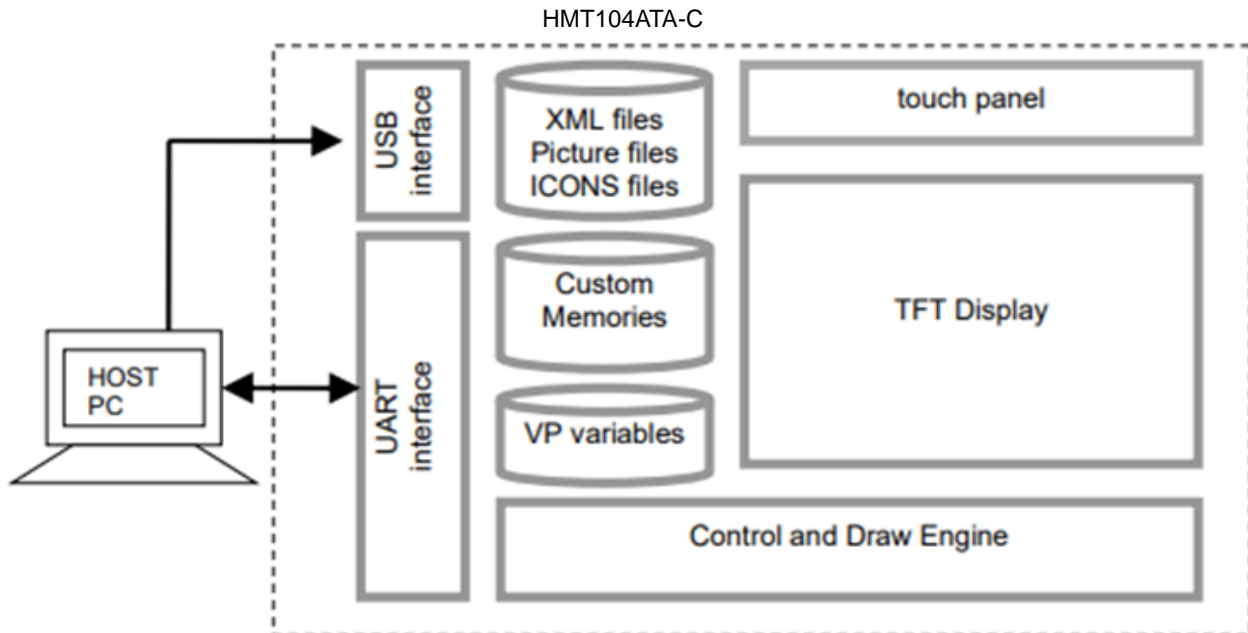 HMT104ATA-C
USB
interface
XML files
Picture files
ICONS files
touch panel
Custom
Memories
TFT Display
HOST
PC
UART
interface
VP variables
Control and Draw Engine